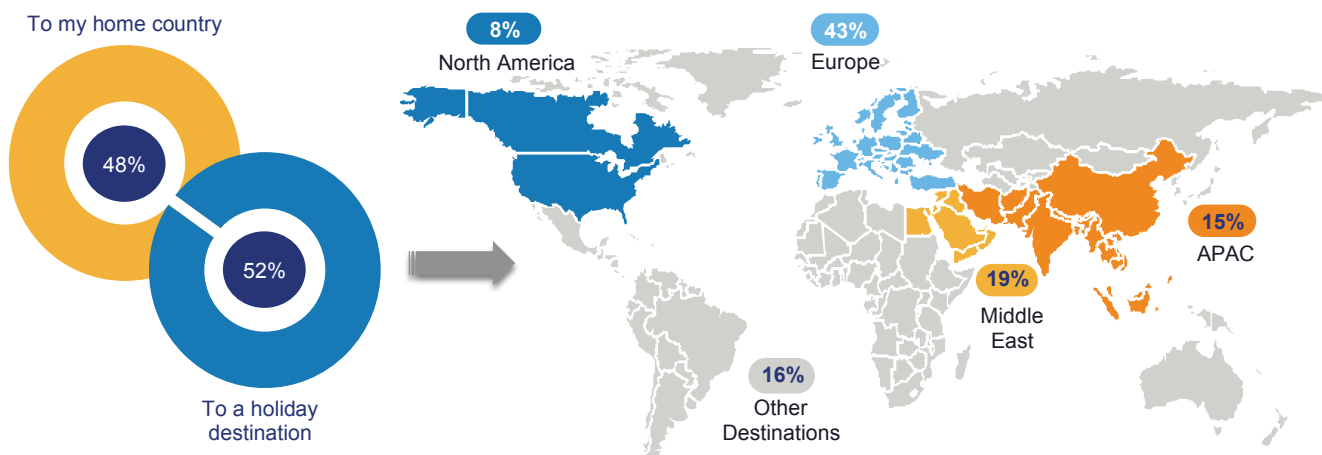 To my home country
48%
52%
To a holiday
destination
8%
North America
43%
Europe
15%
APAC
19%
Middle
East
16%
Other
Destinations